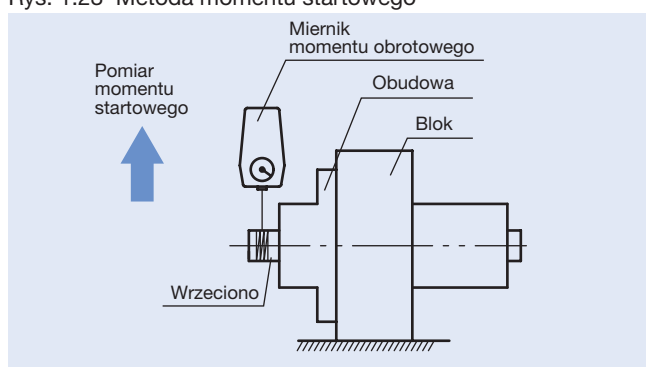 Rys. 1.28 Metoda momentu startowego
Miernik
momentu obrotowego
Pomiar
momentu
startowego
Obudowa
Blok
Wrzeciono